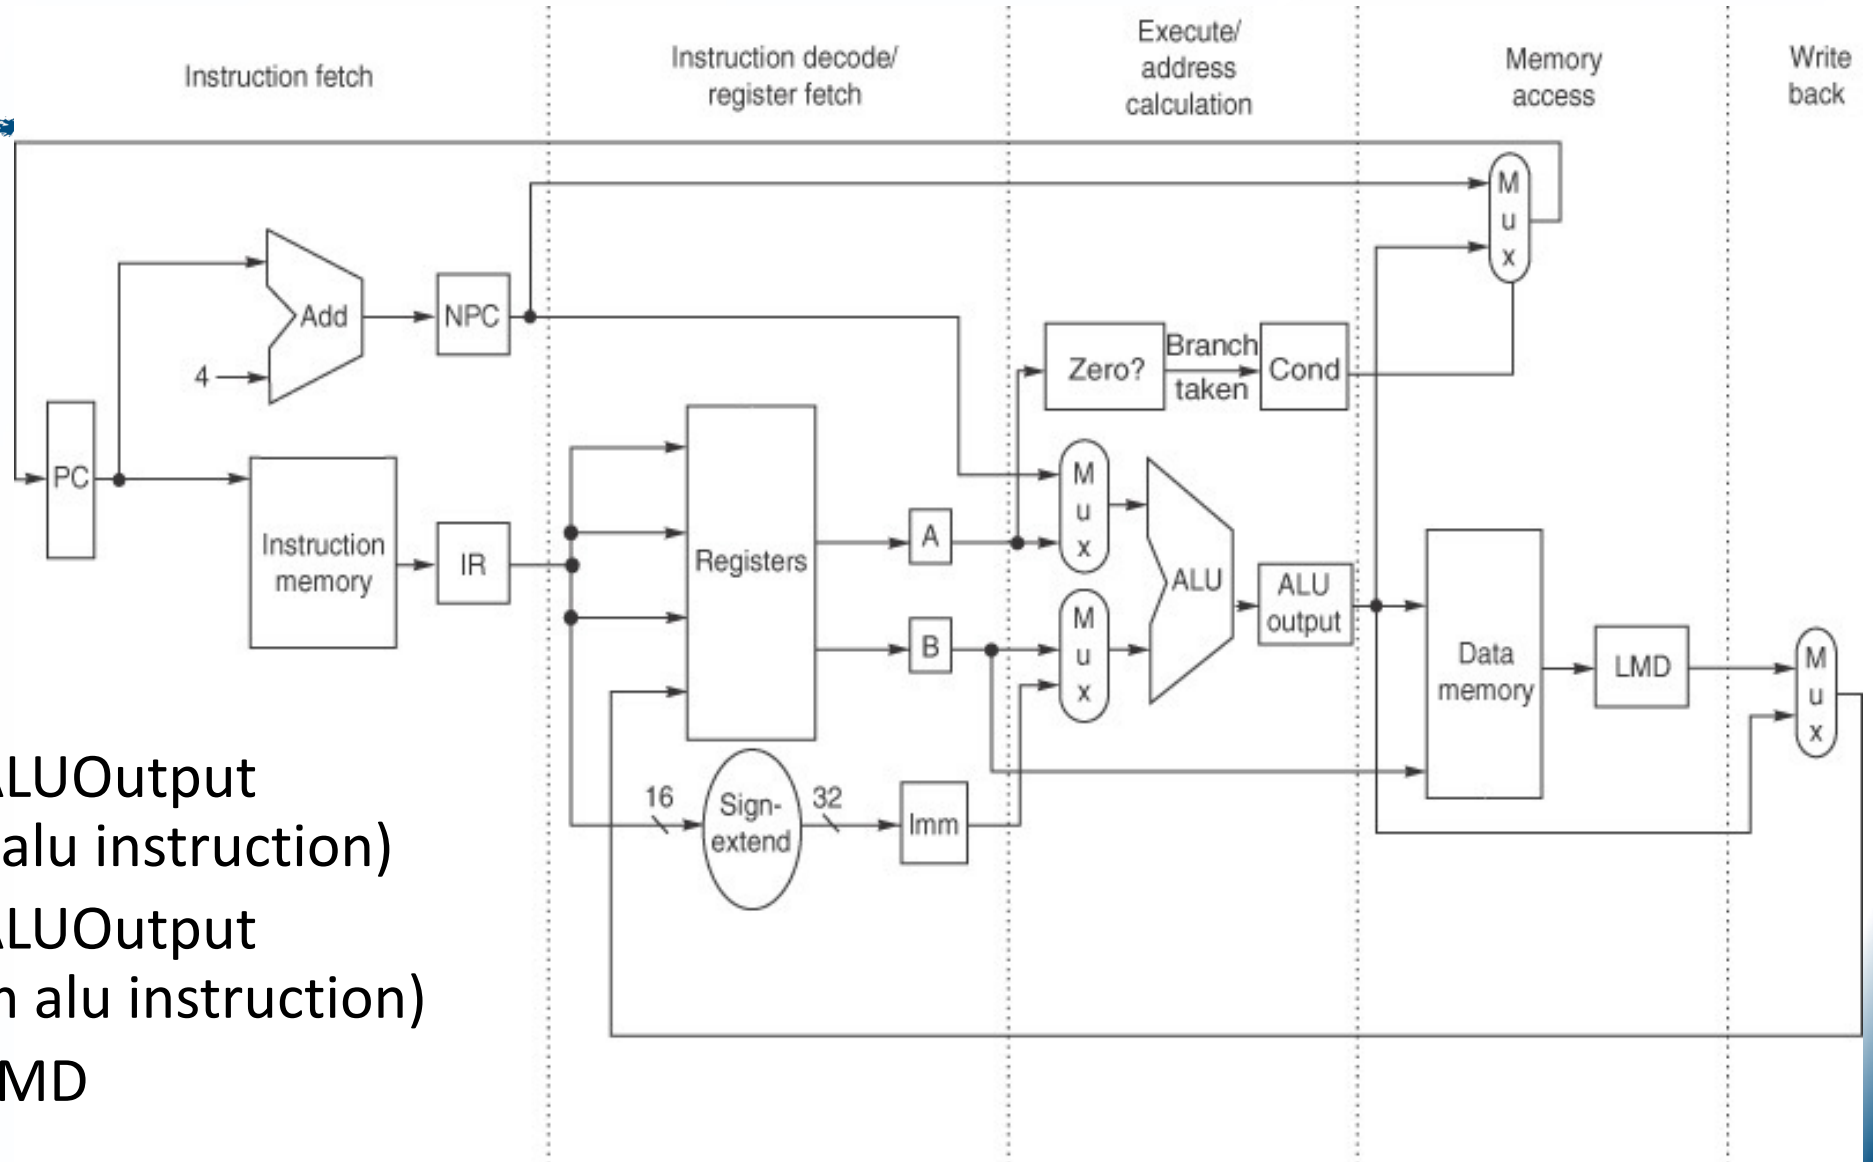 Instruction fetch
Instruction decode/
register fetch
Execute/
address
calculation
Memory
access
Write
back
M
u
x
Add
NPC
4
Zero?
Branch
taken
Cond
PC
Instruction
memory
IR
Registers
A
B
M
u
x
M
u
x
ALU
ALU
output
Data
memory
LMD
M
u
x
16
Sign-
extend
32
Imm
ALUOutput
alu instruction)
ALUOutput
alu instruction)
MD